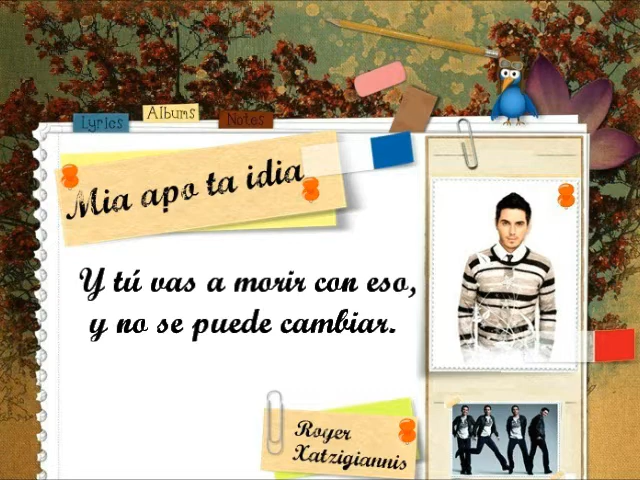 Lyrics
Albums
Notes
Mia apo ta idia
Y tú vas a morir con eso,
y no se puede cambiar.
Royer
Xatzigiannis